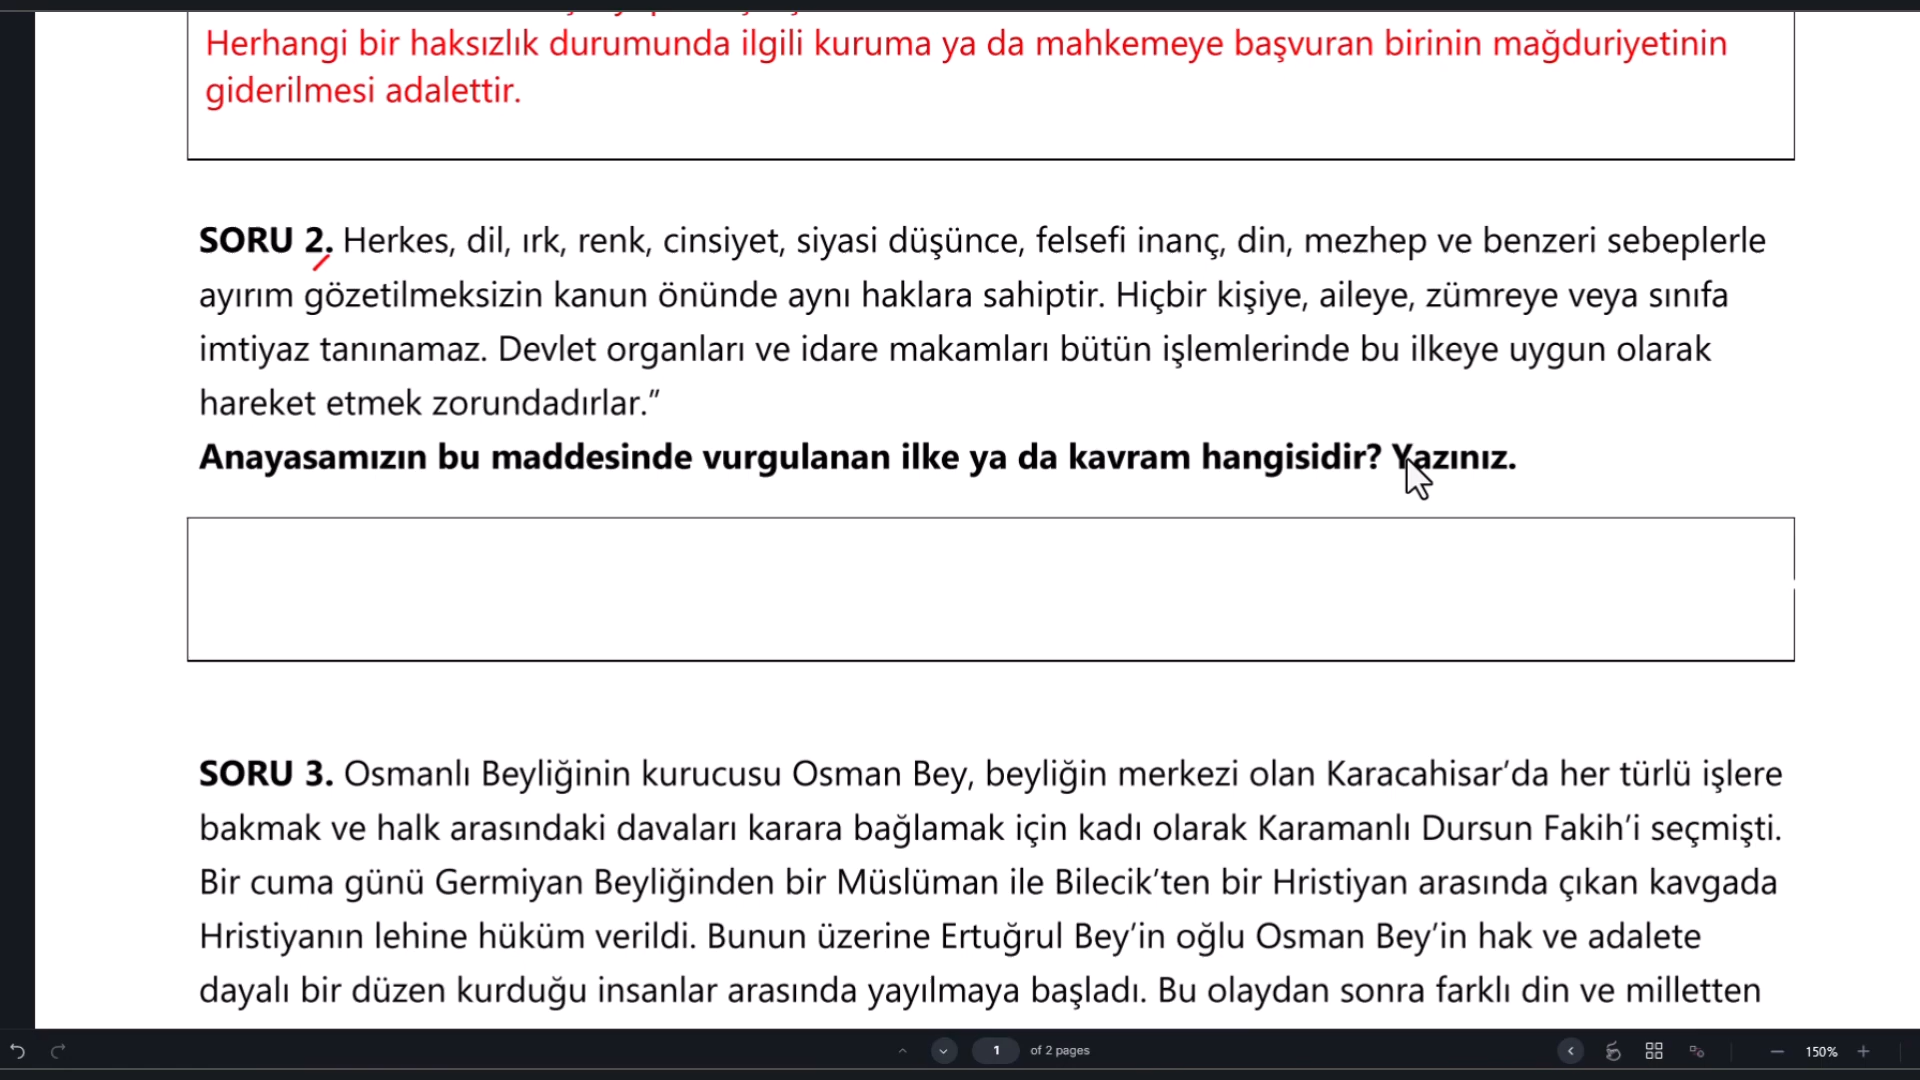 Herhangi bir haksızlık durumunda ilgili kuruma ya da mahkemeye başvuran birinin mağduriyetinin
giderilmesi adalettir.
SORU 2. Herkes, dil, ırk, renk, cinsiyet, siyasi düşünce, felsefi inanç, din, mezhep ve benzeri sebeplerle
ayırım gözetilmeksizin kanun önünde aynı haklara sahiptir. Hiçbir kişiye, aileye, zümreye veya sınıfa
imtiyaz tanınamaz. Devlet organları ve idare makamları bütün işlemlerinde bu ilkeye uygun olarak
hareket etmek zorundadırlar.”
Anayasamızın bu maddesinde vurgulanan ilke ya da kavram hangisidir? Yazınız.
SORU 3. Osmanlı Beyliğinin kurucusu Osman Bey, beyliğin merkezi olan Karacahisar’da her türlü işlere
bakmak ve halk arasındaki davaları karara bağlamak için kadı olarak Karamanlı Dursun Fakih’i seçmişti.
Bir cuma günü Germiyan Beyliğinden bir Müslüman ile Bilecik’ten bir Hristiyan arasında çıkan kavgada
Hristiyanın lehine hüküm verildi. Bunun üzerine Ertuğrul Bey’in oğlu Osman Bey’in hak ve adalete
dayalı bir düzen kurduğu insanlar arasında yayılmaya başladı. Bu olaydan sonra farklı din ve milletten
1 of 2 pages
150%